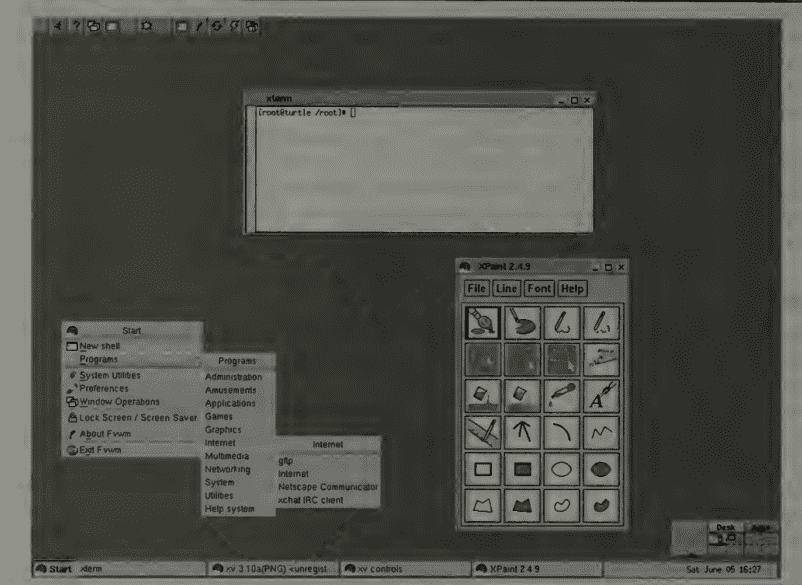 ?
xterm
[root@turtle /root]#
XPaint 2.4.9
File Line Font Help
Start
New shell
Programs
System Utilities
Preferences
Window Operations
Lock Screen / Screen Saver
About Fvwm
Exit Fvwm
Programs
Administration
Amusements
Applications
Games
Graphics
Internet
Multimedia
Networking
System
Utilities
Help system
Internet
gftp
Internet
Netscape Communicator
xchat IRC client
A
Desk
Start xterm xv 3.10a(PNG) <unregist xv controls XPaint 2.4.9 Sat June 05 16:27